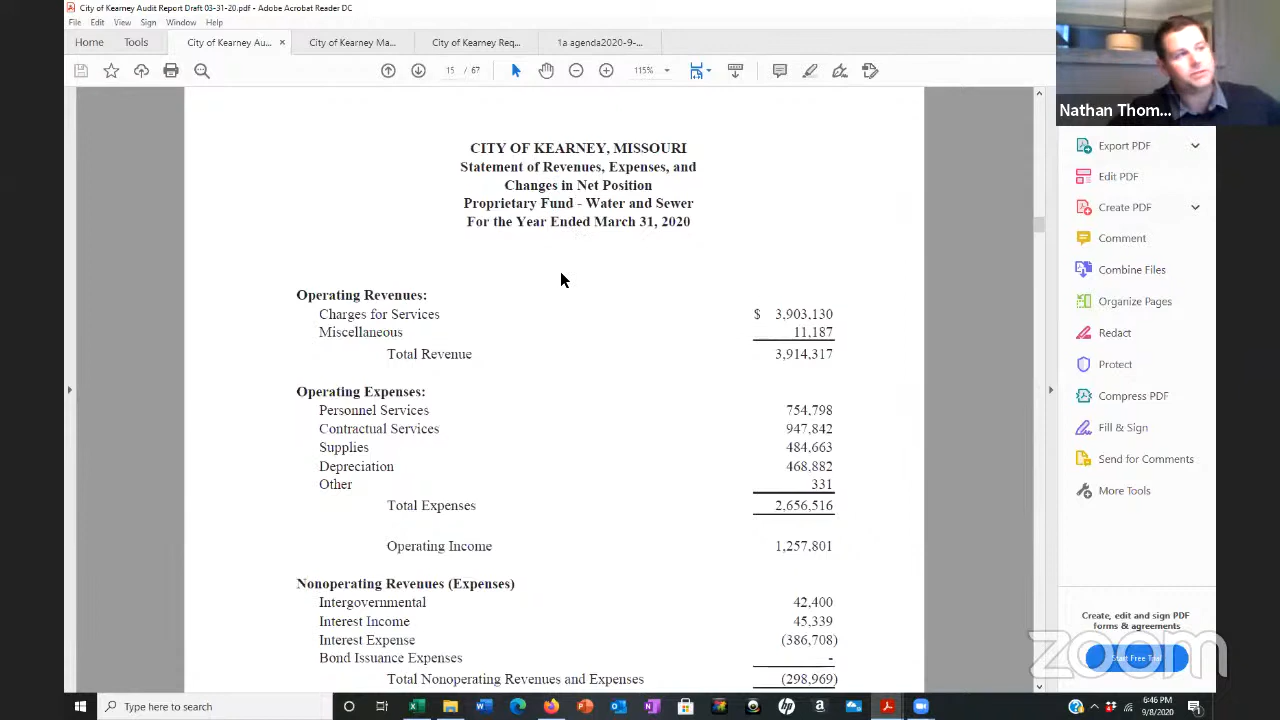 City of Kearney Audit Report Draft 03-31-20.pdf - Adobe Acrobat Reader DC
File Edit View Sign Window Help
Home Tools City of Kearney Au... × City of Kearney Ma... City of Kearney Req... 1a agenda2020-9-...
15 / 67 115%
Nathan Thom...
CITY OF KEARNEY, MISSOURI
Statement of Revenues, Expenses, and
Changes in Net Position
Proprietary Fund - Water and Sewer
For the Year Ended March 31, 2020
Operating Revenues:
Charges for Services $ 3,903,130
Miscellaneous 11,187
Total Revenue 3,914,317
Operating Expenses:
Personnel Services 754,798
Contractual Services 947,842
Supplies 484,663
Depreciation 468,882
Other 331
Total Expenses 2,656,516
Operating Income 1,257,801
Nonoperating Revenues (Expenses)
Intergovernmental 42,400
Interest Income 45,339
Interest Expense (386,708)
Bond Issuance Expenses -
Total Nonoperating Revenues and Expenses (298,969)
Export PDF
Edit PDF
Create PDF
Comment
Combine Files
Organize Pages
Redact
Protect
Compress PDF
Fill & Sign
Send for Comments
More Tools
Create, edit and sign PDF
forms & agreements
Start Free Trial
zoom
Type here to search
6:46 PM
9/8/2020